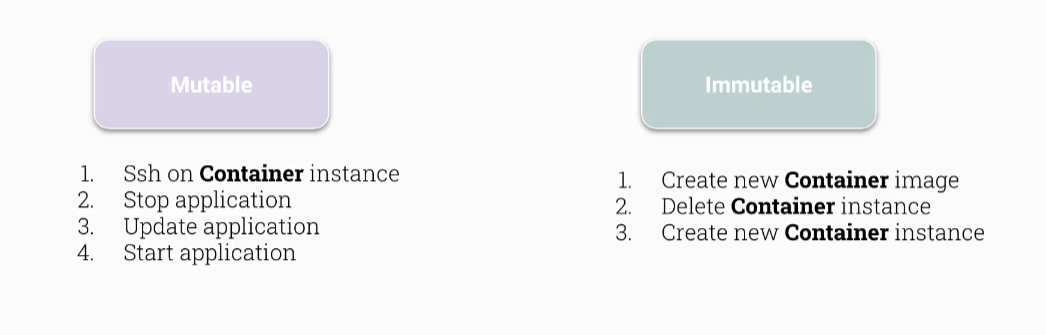 Mutable
1. Ssh on Container instance
2. Stop application
3. Update application
4. Start application
Immutable
1. Create new Container image
2. Delete Container instance
3. Create new Container instance